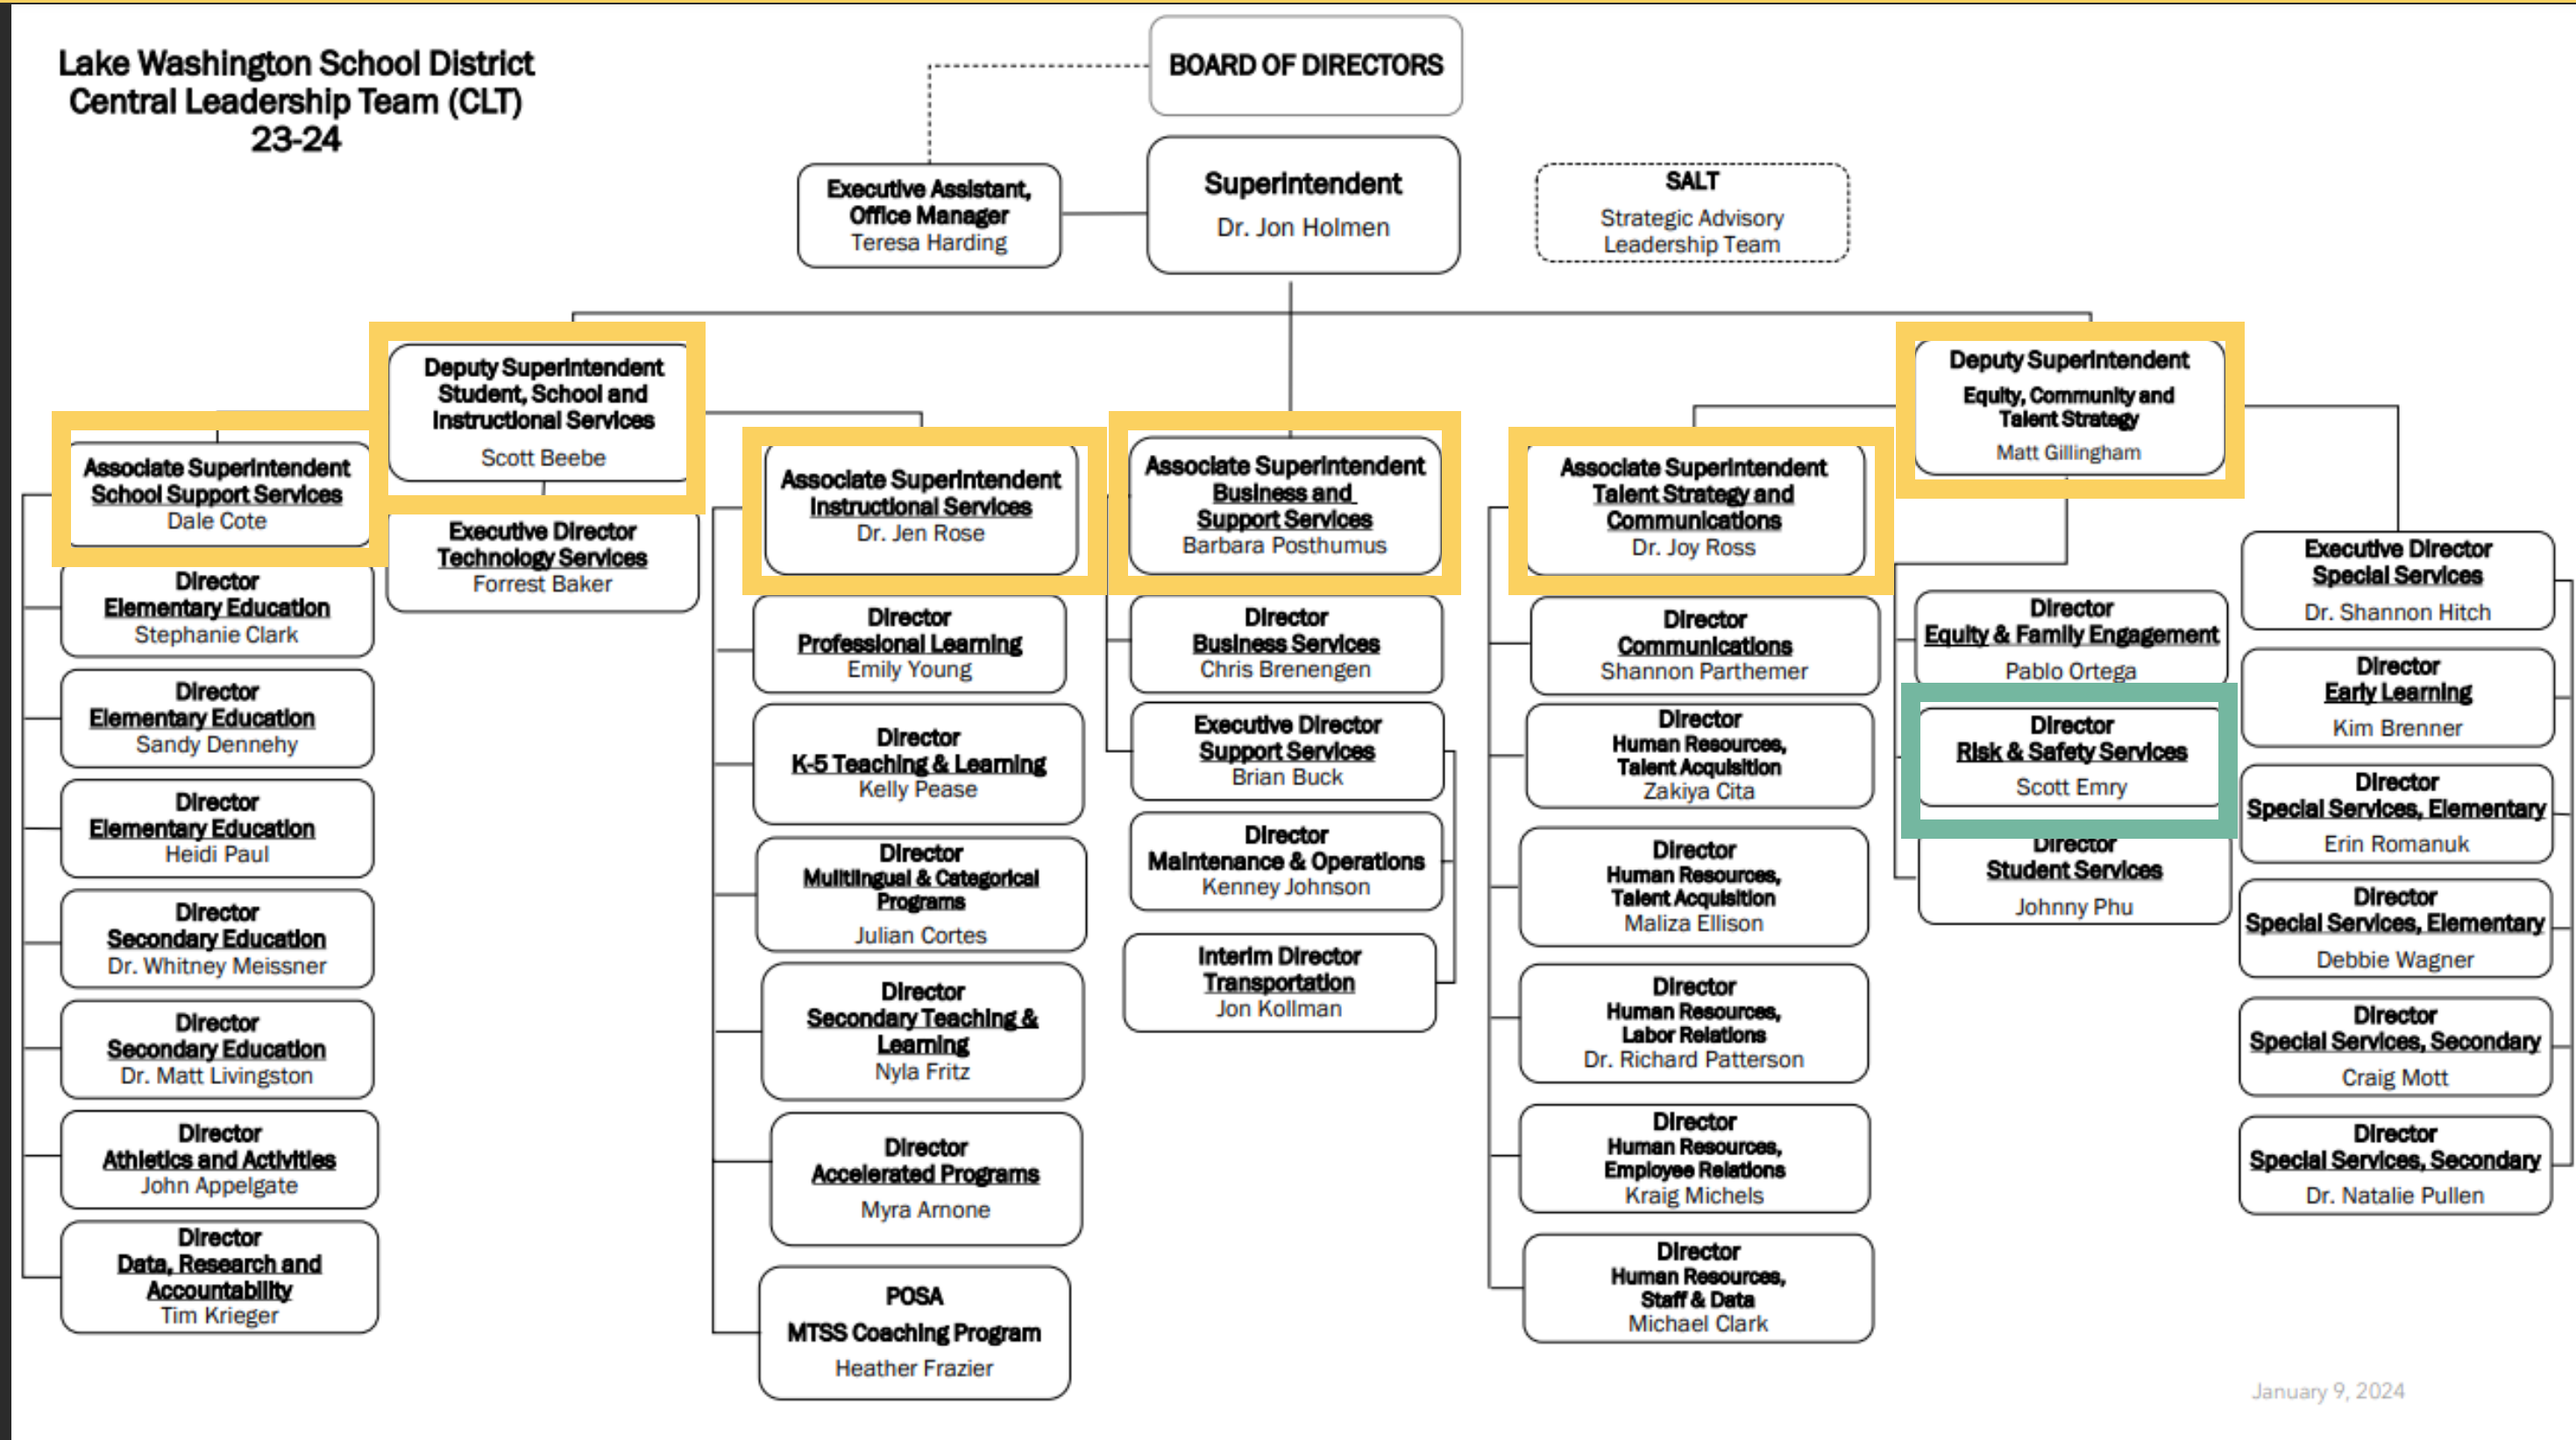 Lake Washington School District
Central Leadership Team (CLT)
23-24
BOARD OF DIRECTORS
Executive Assistant,
Office Manager
Teresa Harding
Superintendent
Dr. Jon Holmen
SALT
Strategic Advisory
Leadership Team
Deputy Superintendent
Student, School and
Instructional Services
Scott Beebe
Deputy Superintendent
Equity, Community and
Talent Strategy
Matt Gillingham
Associate Superintendent
School Support Services
Dale Cote
Director
Elementary Education
Stephanie Clark
Director
Elementary Education
Sandy Dennehy
Director
Elementary Education
Heidi Paul
Director
Secondary Education
Dr. Whitney Meissner
Director
Secondary Education
Dr. Matt Livingston
Director
Athletics and Activities
John Appelgate
Director
Data, Research and
Accountability
Tim Krieger
Executive Director
Technology Services
Forrest Baker
Associate Superintendent
Instructional Services
Dr. Jen Rose
Director
Professional Learning
Emily Young
Director
K-5 Teaching & Learning
Kelly Pease
Director
Mulitlingual & Categorical
Programs
Julian Cortes
Director
Secondary Teaching &
Learning
Nyla Fritz
Director
Accelerated Programs
Myra Arnone
POSA
MTSS Coaching Program
Heather Frazier
Associate Superintendent
Business and
Support Services
Barbara Posthumus
Director
Business Services
Chris Brenengen
Executive Director
Support Services
Brian Buck
Director
Maintenance & Operations
Kenney Johnson
Interim Director
Transportation
Jon Kollman
Associate Superintendent
Talent Strategy and
Communications
Dr. Joy Ross
Director
Communications
Shannon Parthemer
Director
Human Resources,
Talent Acquisition
Zakiya Cita
Director
Human Resources,
Talent Acquisition
Maliza Ellison
Director
Human Resources,
Labor Relations
Dr. Richard Patterson
Director
Human Resources,
Employee Relations
Kraig Michels
Director
Human Resources,
Staff & Data
Michael Clark
Director
Equity & Family Engagement
Pablo Ortega
Director
Risk & Safety Services
Scott Emry
Director
Student Services
Johnny Phu
Executive Director
Special Services
Dr. Shannon Hitch
Director
Early Learning
Kim Brenner
Director
Special Services, Elementary
Erin Romanuk
Director
Special Services, Elementary
Debbie Wagner
Director
Special Services, Secondary
Craig Mott
Director
Special Services, Secondary
Dr. Natalie Pullen
January 9, 2024